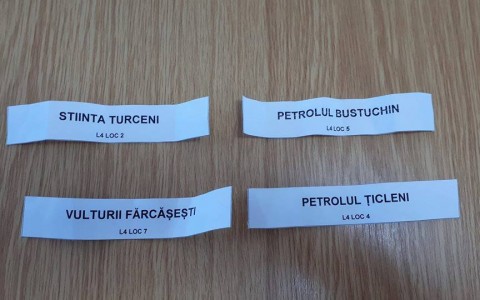 STIINTA TURCENI
L4 LOC 2
PETROLUL BUSTUCHIN
L4 LOC 5
VULTURII FĂRCĂȘEȘTI
L4 LOC 7
PETROLUL ȚICLENI
L4 LOC 4